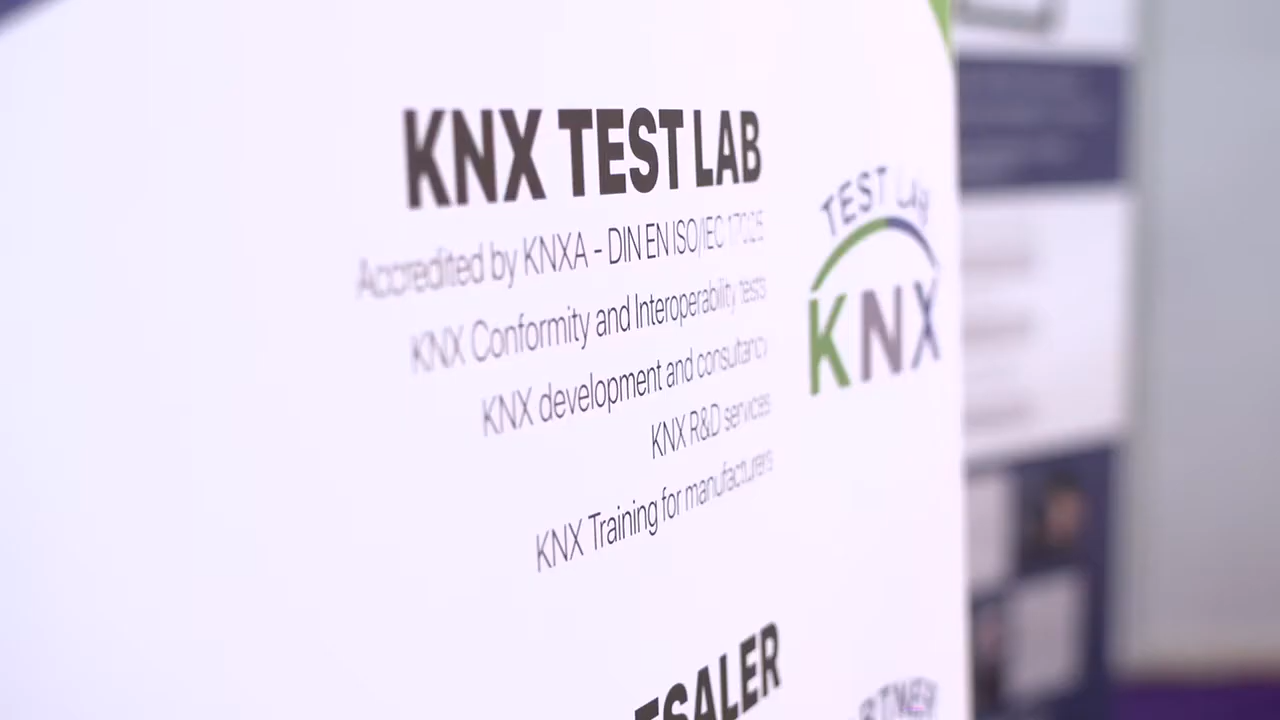 KNX TEST LAB
Accredited by KNXA - DIN EN ISO/IEC 17025
KNX Conformity and Interoperability tests
KNX development and consultancy
KNX R&D services
KNX Training for manufacturers
TEST LAB
KNX